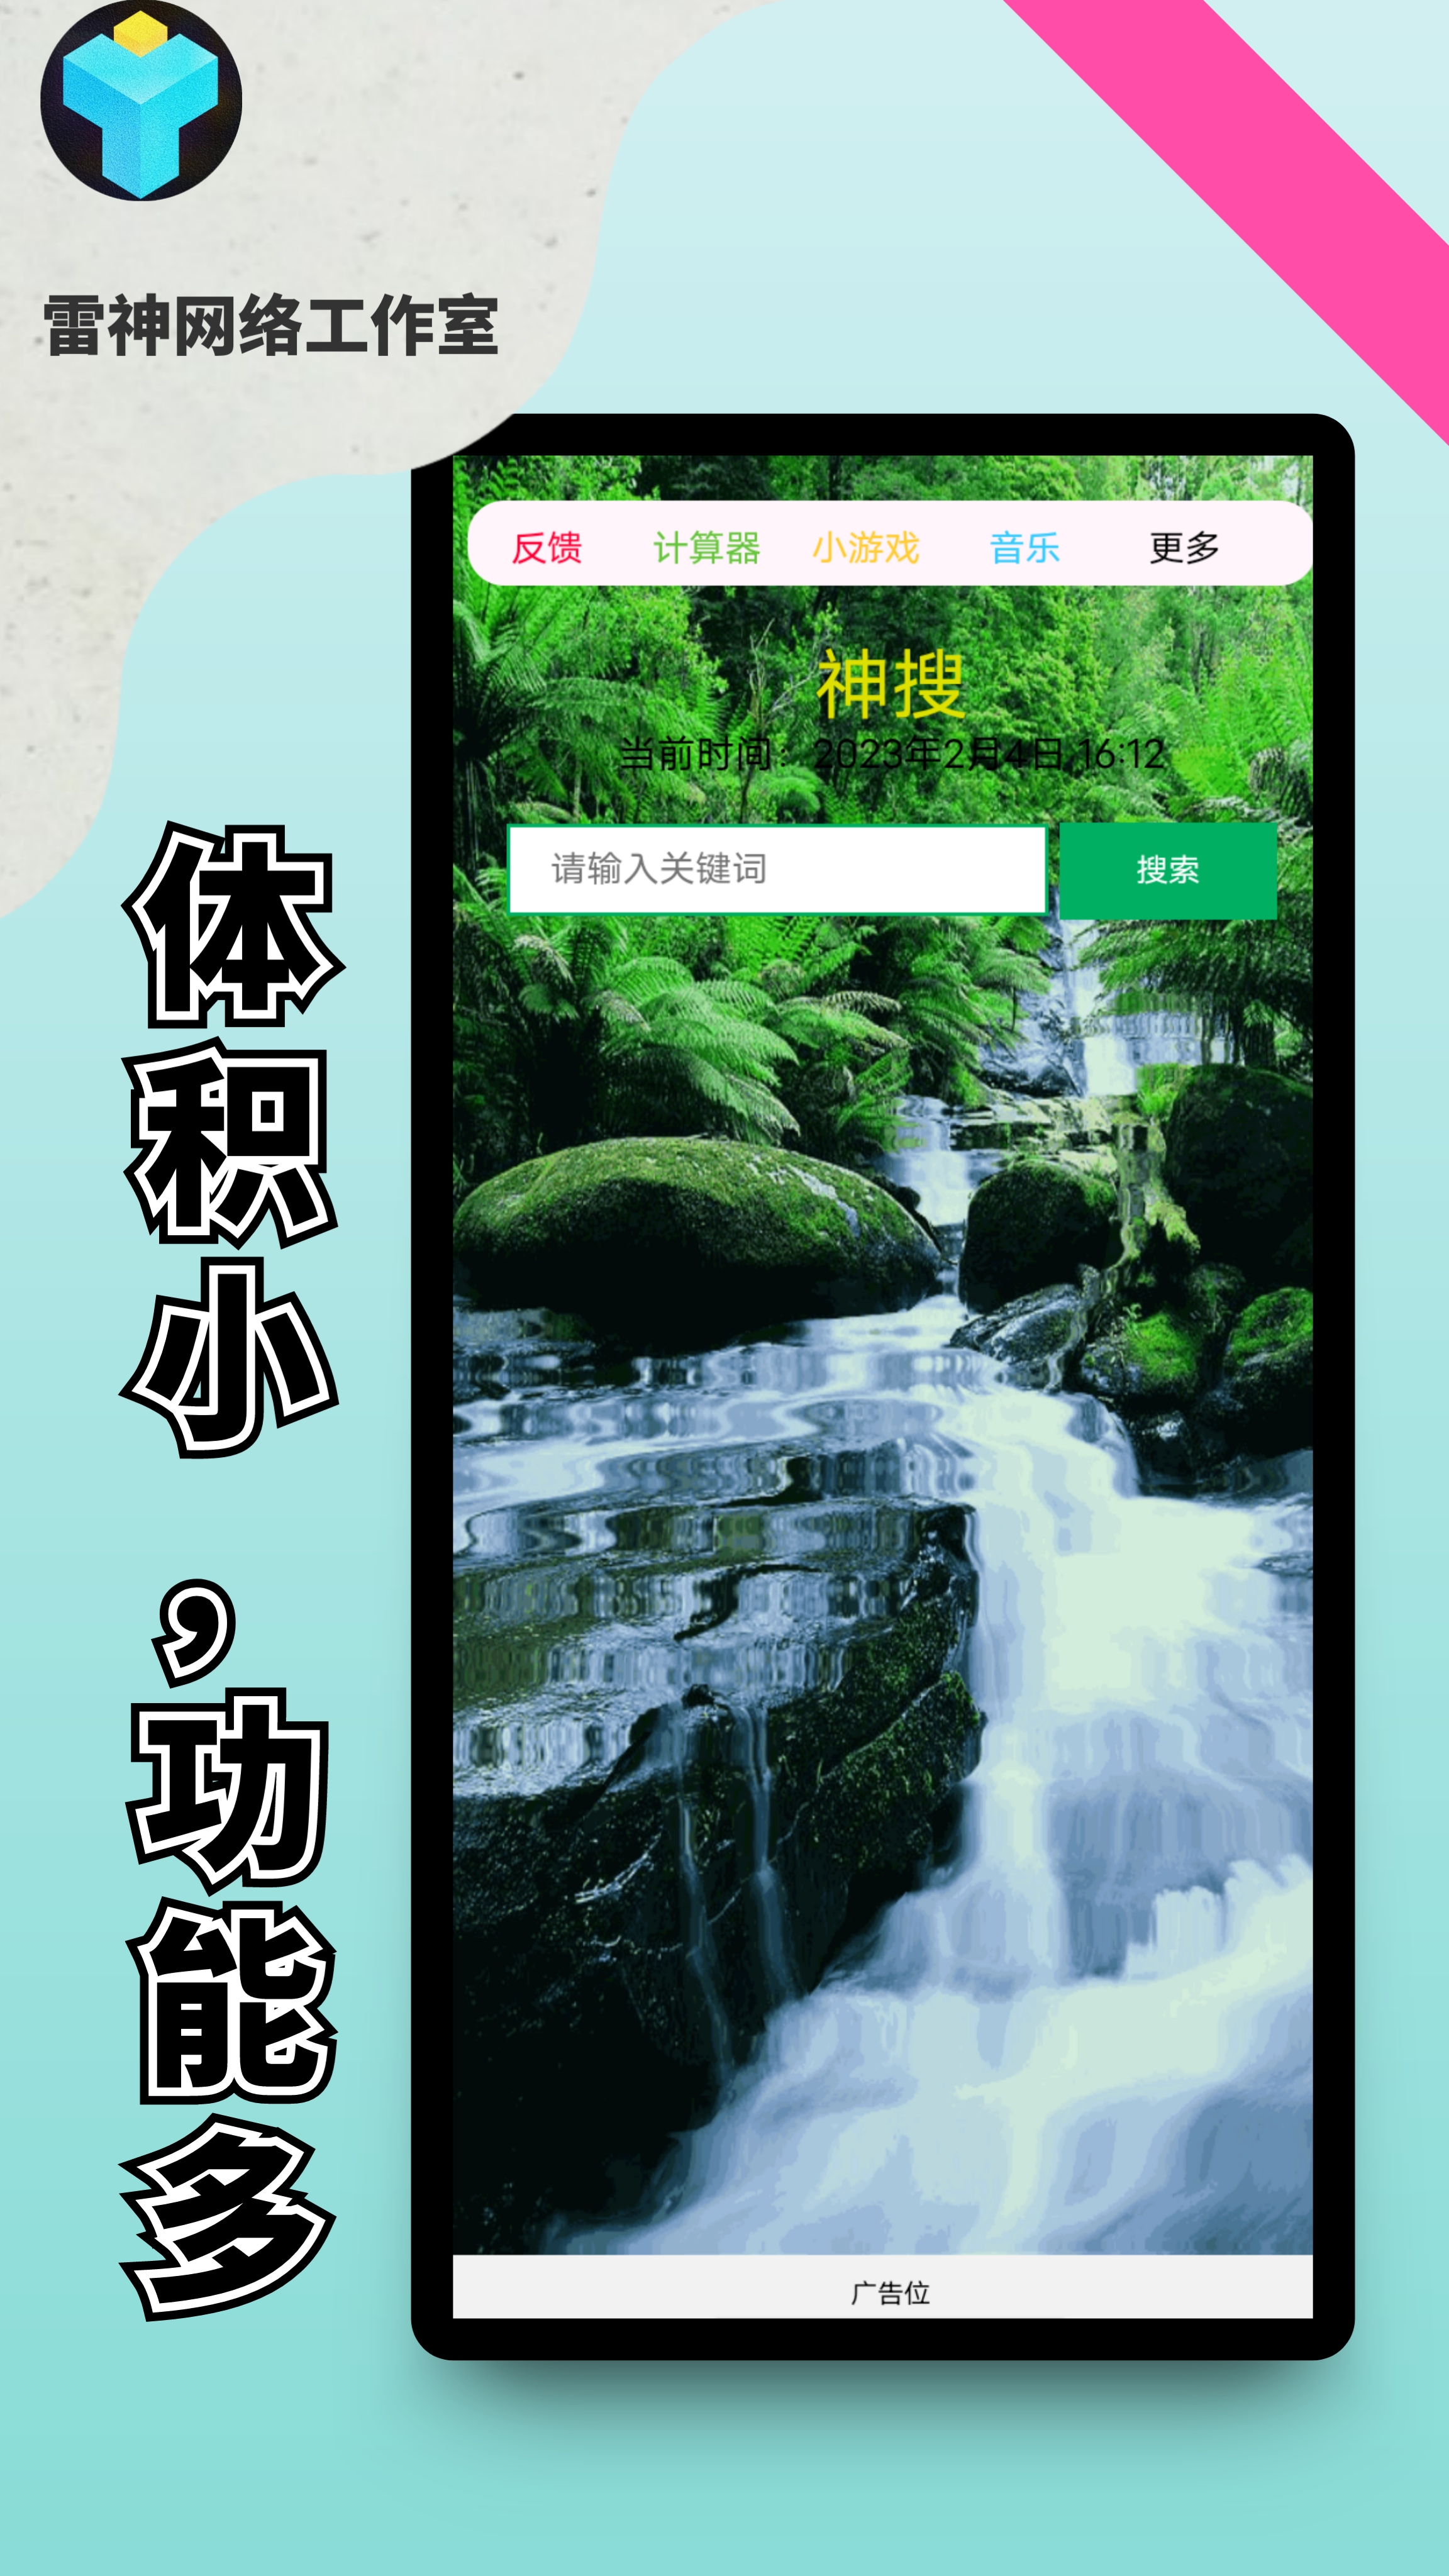 雷神网络工作室
反馈 计算器 小游戏 音乐 更多
神搜
当前时间：2023年2月4日 16:12
请输入关键词 搜索
体积小，功能多
广告位